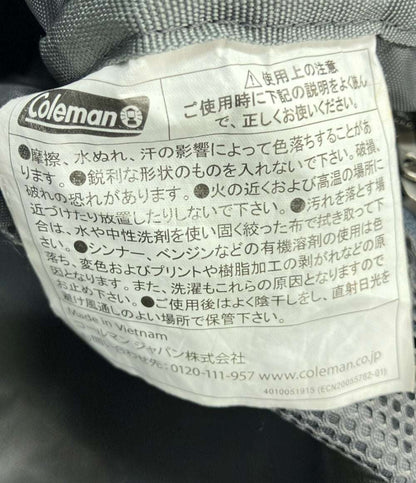 Coleman
⚠使用上の注意
ご使用時に下記の説明をよく読んで、正しくお使いください。
●摩擦、水ぬれ、汗の影響によって色落ちすることがあ
ります。●鋭利な形状のものを入れないで下さい。破損、
破れの恐れがあります。●火の近くおよび高温の場所に
近づけたり放置したりしないで下さい。●汚れを落とす場
合は、水や中性洗剤を使い固く絞った布で拭き取って下
さい。●シンナー、ベンジンなどの有機溶剤の使用は色
落ち、変色およびプリントや樹脂加工の剥がれなどの原
因となります。また、洗濯もこれらの原因となりますので
お止め下さい。●ご使用後はよく陰干しをし、直射日光を
避け風通しのよい場所で保管下さい。
Made in Vietnam
コールマン ジャパン株式会社
お問い合わせ先:0120-111-957 www.coleman.co.jp
4010051915 (ECN20055782-01)